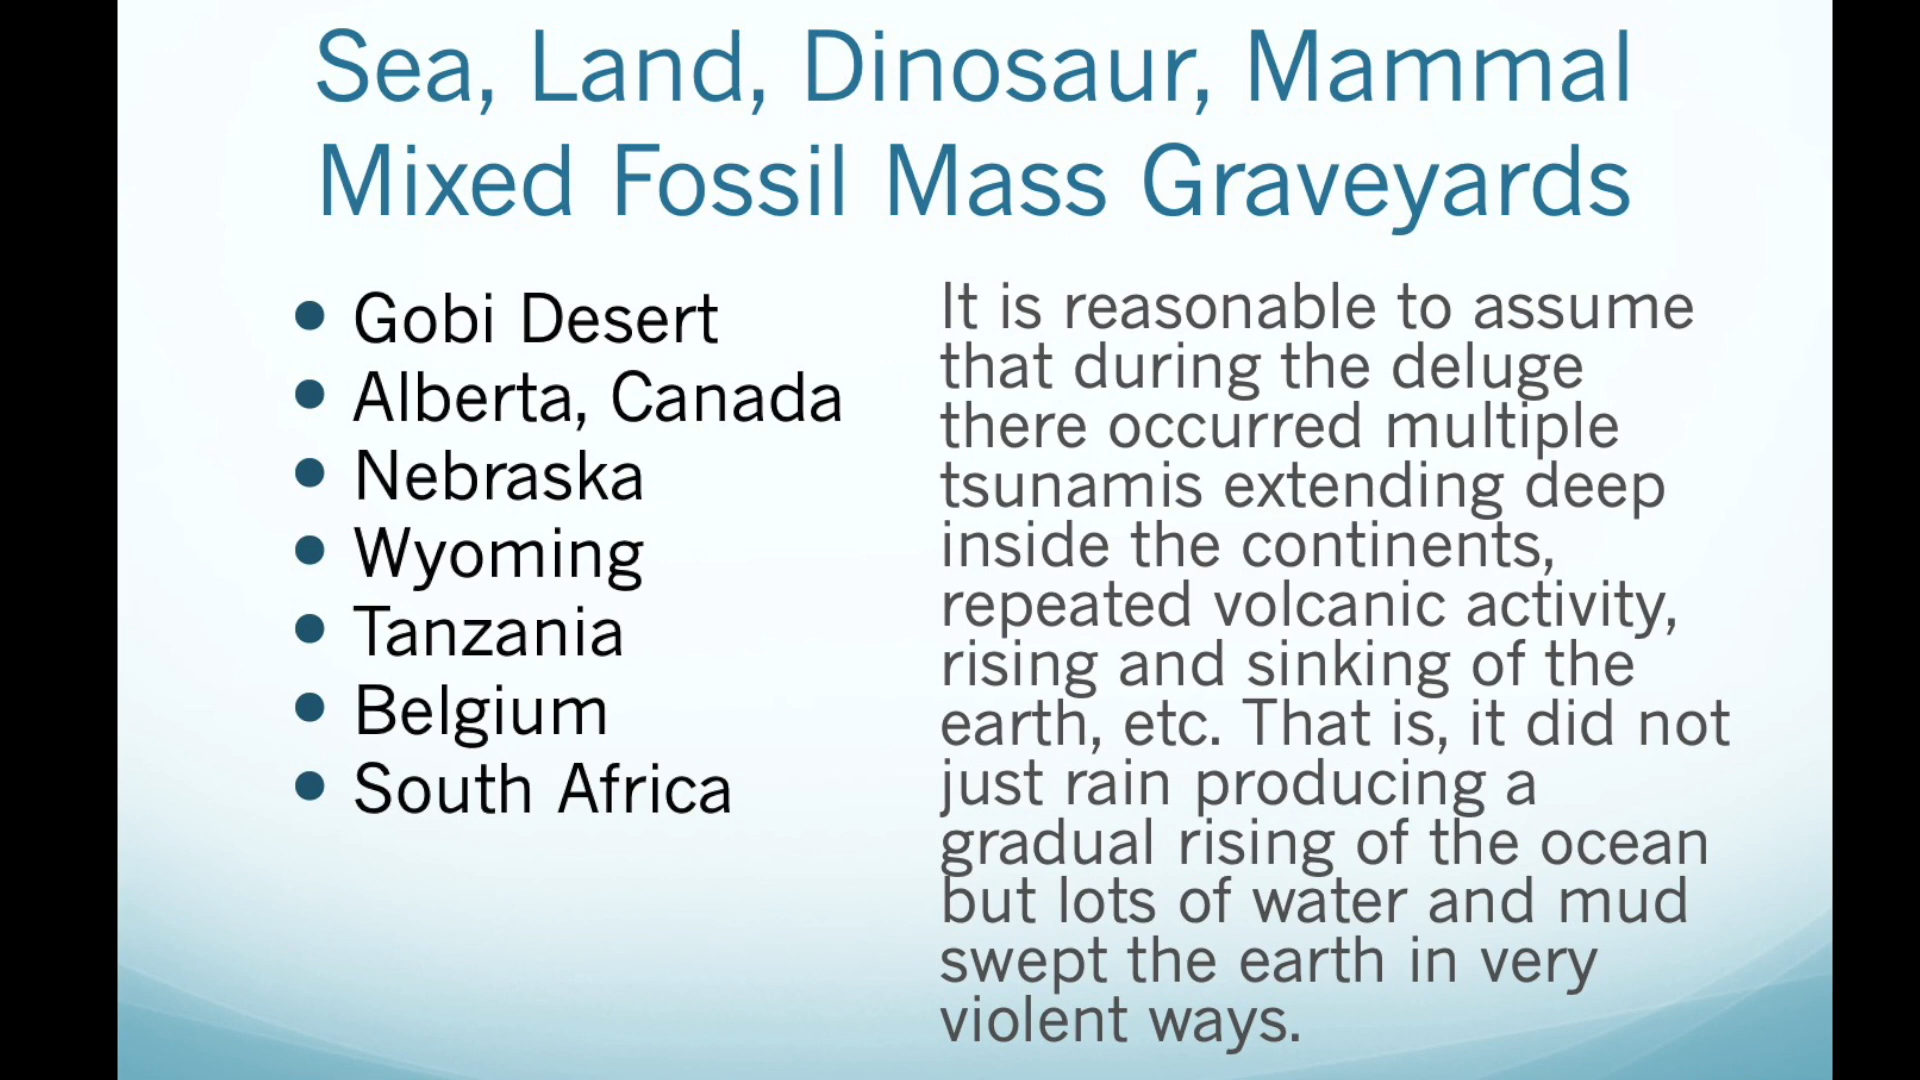 Sea, Land, Dinosaur, Mammal
Mixed Fossil Mass Graveyards
• Gobi Desert
• Alberta, Canada
• Nebraska
• Wyoming
• Tanzania
• Belgium
• South Africa
It is reasonable to assume
that during the deluge
there occurred multiple
tsunamis extending deep
inside the continents,
repeated volcanic activity,
rising and sinking of the
earth, etc. That is, it did not
just rain producing a
gradual rising of the ocean
but lots of water and mud
swept the earth in very
violent ways.